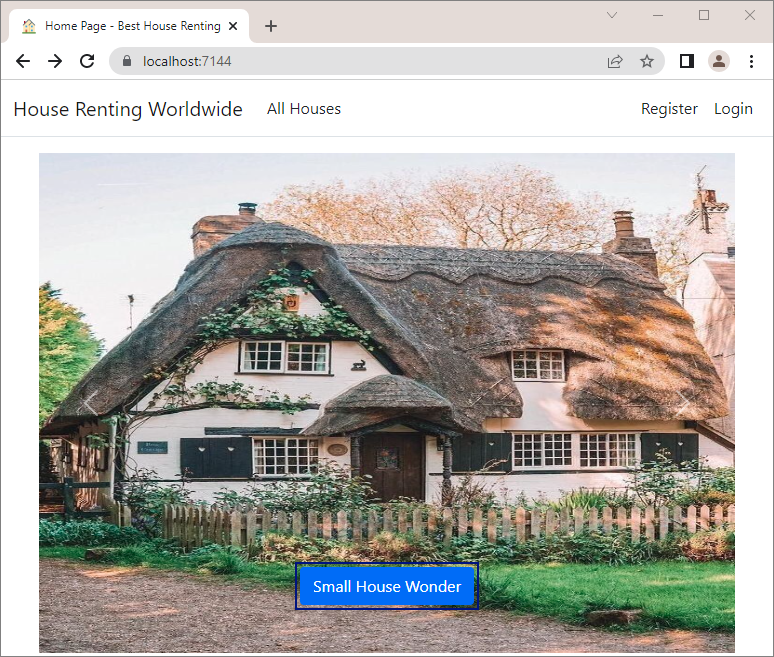 Home Page - Best House Renting
localhost:7144
House Renting Worldwide
All Houses
Register
Login
Small House Wonder